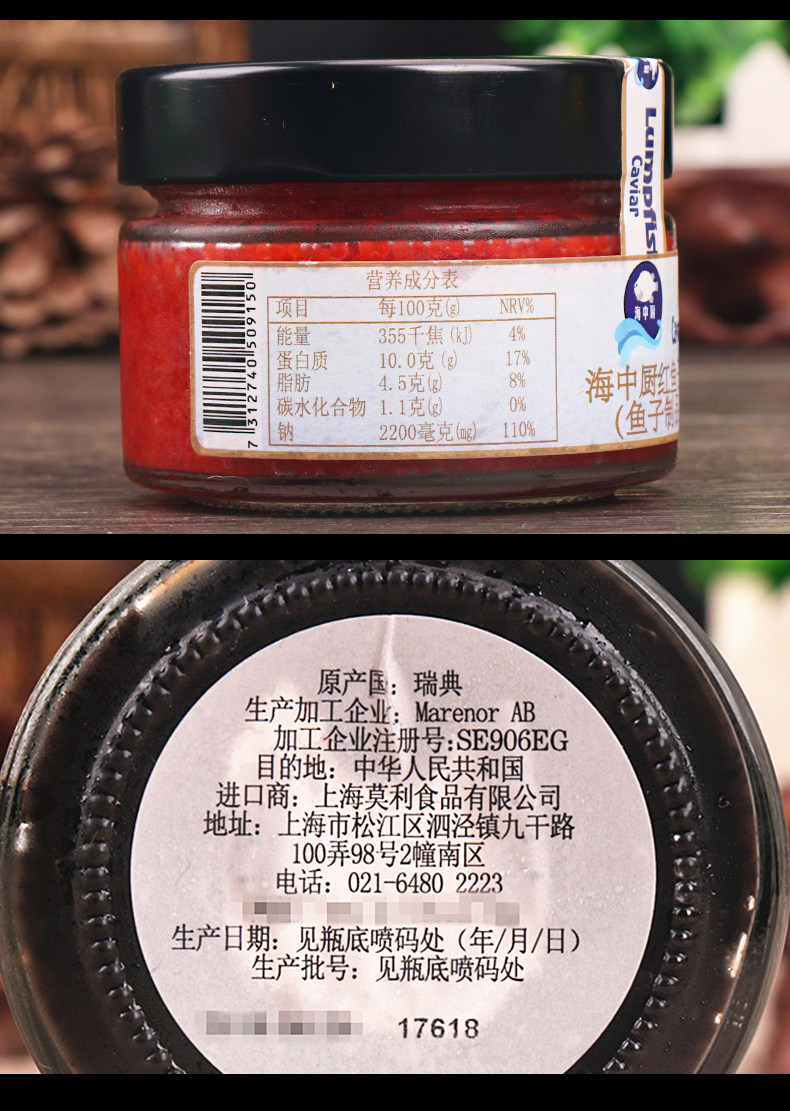 Lumpfis
Caviar
海中厨
营养成分表
项目 每100克(g) NRV%
能量 355千焦(kJ) 4%
蛋白质 10.0克(g) 17%
脂肪 4.5克(g) 8%
碳水化合物 1.1克(g) 0%
钠 2200毫克(mg) 110%
7 312740 509150
海中厨红鱼
(鱼子制品
原产国：瑞典
生产加工企业：Marenor AB
加工企业注册号:SE906EG
目的地：中华人民共和国
进口商：上海莫利食品有限公司
地址：上海市松江区泗泾镇九干路
100弄98号2幢南区
电话：021-6480 2223
生产日期：见瓶底喷码处（年/月/日）
生产批号：见瓶底喷码处
17618